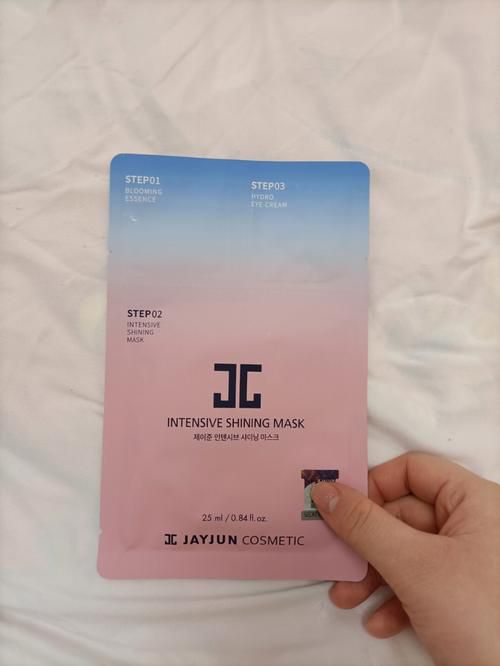 STEP01
BLOOMING
ESSENCE
STEP03
HYDRO
EYE CREAM
STEP02
INTENSIVE
SHINING
MASK
INTENSIVE SHINING MASK
제이준 인텐시브 샤이닝 마스크
25 ml / 0.84 fl. oz.
JAYJUN COSMETIC